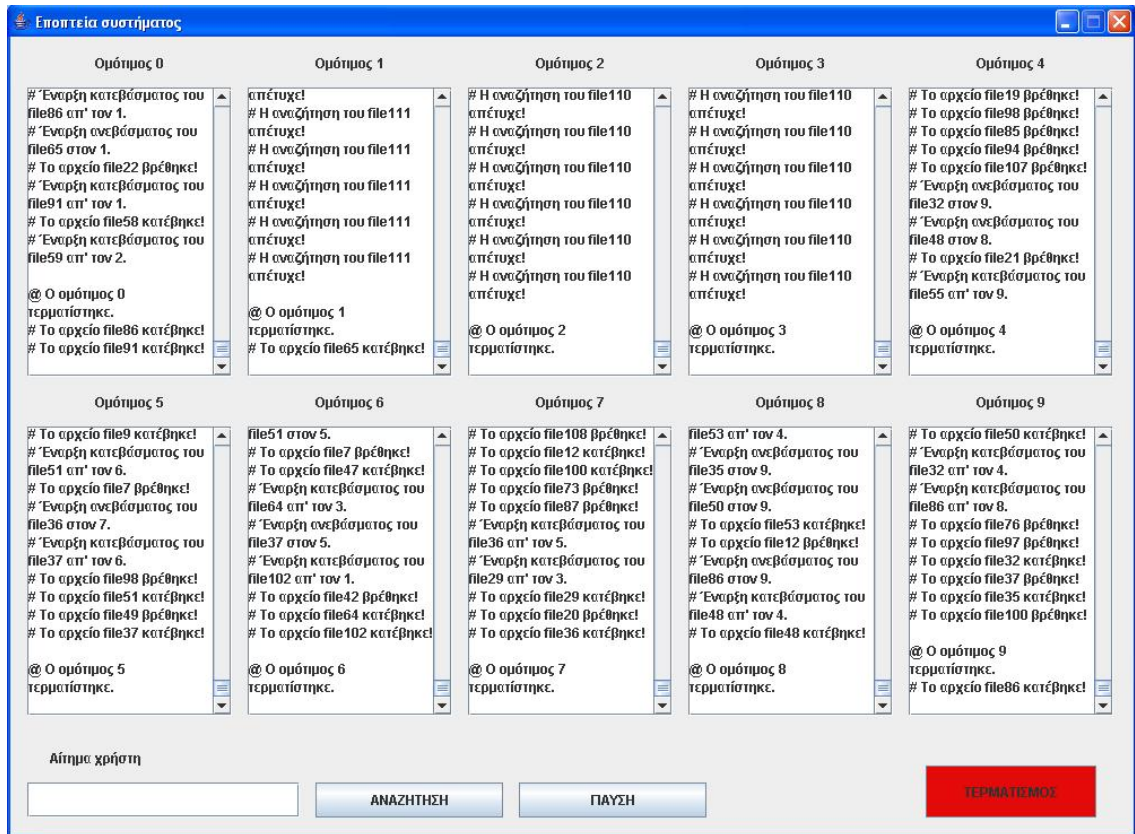 Εποπτεία συστήματος
Ομότιμος 0
# Έναρξη κατεβάσματος του
file86 απ' τον 1.
# Έναρξη ανεβάσματος του
file65 στον 1.
# Το αρχείο file22 βρέθηκε!
# Έναρξη κατεβάσματος του
file91 απ' τον 1.
# Το αρχείο file58 κατέβηκε!
# Έναρξη κατεβάσματος του
file59 απ' τον 2.
@ Ο ομότιμος 0
τερματίστηκε.
# Το αρχείο file86 κατέβηκε!
# Το αρχείο file91 κατέβηκε!
Ομότιμος 1
απέτυχε!
# Η αναζήτηση του file111
απέτυχε!
# Η αναζήτηση του file111
απέτυχε!
# Η αναζήτηση του file111
απέτυχε!
# Η αναζήτηση του file111
απέτυχε!
# Η αναζήτηση του file111
απέτυχε!
@ Ο ομότιμος 1
τερματίστηκε.
# Το αρχείο file65 κατέβηκε!
Ομότιμος 2
# Η αναζήτηση του file110
απέτυχε!
# Η αναζήτηση του file110
απέτυχε!
# Η αναζήτηση του file110
απέτυχε!
# Η αναζήτηση του file110
απέτυχε!
# Η αναζήτηση του file110
απέτυχε!
# Η αναζήτηση του file110
απέτυχε!
@ Ο ομότιμος 2
τερματίστηκε.
Ομότιμος 3
# Η αναζήτηση του file110
απέτυχε!
# Η αναζήτηση του file110
απέτυχε!
# Η αναζήτηση του file110
απέτυχε!
# Η αναζήτηση του file110
απέτυχε!
# Η αναζήτηση του file110
απέτυχε!
# Η αναζήτηση του file110
απέτυχε!
@ Ο ομότιμος 3
τερματίστηκε.
Ομότιμος 4
# Το αρχείο file19 βρέθηκε!
# Το αρχείο file98 βρέθηκε!
# Το αρχείο file85 βρέθηκε!
# Το αρχείο file94 βρέθηκε!
# Το αρχείο file107 βρέθηκε!
# Έναρξη ανεβάσματος του
file32 στον 9.
# Έναρξη ανεβάσματος του
file48 στον 8.
# Το αρχείο file21 βρέθηκε!
# Έναρξη κατεβάσματος του
file55 απ' τον 9.
@ Ο ομότιμος 4
τερματίστηκε.
Ομότιμος 5
# Το αρχείο file9 κατέβηκε!
# Έναρξη κατεβάσματος του
file51 απ' τον 6.
# Το αρχείο file7 βρέθηκε!
# Έναρξη ανεβάσματος του
file36 στον 7.
# Έναρξη κατεβάσματος του
file37 απ' τον 6.
# Το αρχείο file98 βρέθηκε!
# Το αρχείο file51 κατέβηκε!
# Το αρχείο file49 βρέθηκε!
# Το αρχείο file37 κατέβηκε!
@ Ο ομότιμος 5
τερματίστηκε.
Ομότιμος 6
file51 στον 5.
# Το αρχείο file7 βρέθηκε!
# Το αρχείο file47 κατέβηκε!
# Έναρξη κατεβάσματος του
file64 απ' τον 3.
# Έναρξη ανεβάσματος του
file37 στον 5.
# Έναρξη κατεβάσματος του
file102 απ' τον 1.
# Το αρχείο file42 βρέθηκε!
# Το αρχείο file64 κατέβηκε!
# Το αρχείο file102 κατέβηκε!
@ Ο ομότιμος 6
τερματίστηκε.
Ομότιμος 7
# Το αρχείο file108 βρέθηκε!
# Το αρχείο file12 κατέβηκε!
# Το αρχείο file100 κατέβηκε!
# Το αρχείο file73 βρέθηκε!
# Το αρχείο file87 βρέθηκε!
# Έναρξη κατεβάσματος του
file36 απ' τον 5.
# Έναρξη κατεβάσματος του
file29 απ' τον 3.
# Το αρχείο file29 κατέβηκε!
# Το αρχείο file20 βρέθηκε!
# Το αρχείο file36 κατέβηκε!
@ Ο ομότιμος 7
τερματίστηκε.
Ομότιμος 8
file53 απ' τον 4.
# Έναρξη ανεβάσματος του
file35 στον 9.
# Έναρξη ανεβάσματος του
file50 στον 9.
# Το αρχείο file53 κατέβηκε!
# Το αρχείο file12 βρέθηκε!
# Έναρξη ανεβάσματος του
file86 στον 9.
# Έναρξη κατεβάσματος του
file48 απ' τον 4.
# Το αρχείο file48 κατέβηκε!
@ Ο ομότιμος 8
τερματίστηκε.
Ομότιμος 9
# Το αρχείο file50 κατέβηκε!
# Έναρξη κατεβάσματος του
file32 απ' τον 4.
# Έναρξη κατεβάσματος του
file86 απ' τον 8.
# Το αρχείο file76 βρέθηκε!
# Το αρχείο file97 βρέθηκε!
# Το αρχείο file32 κατέβηκε!
# Το αρχείο file37 βρέθηκε!
# Το αρχείο file35 κατέβηκε!
# Το αρχείο file100 βρέθηκε!
@ Ο ομότιμος 9
τερματίστηκε.
# Το αρχείο file86 κατέβηκε!
Αίτημα χρήστη
ΑΝΑΖΗΤΗΣΗ
ΠΑΥΣΗ
ΤΕΡΜΑΤΙΣΜΟΣ